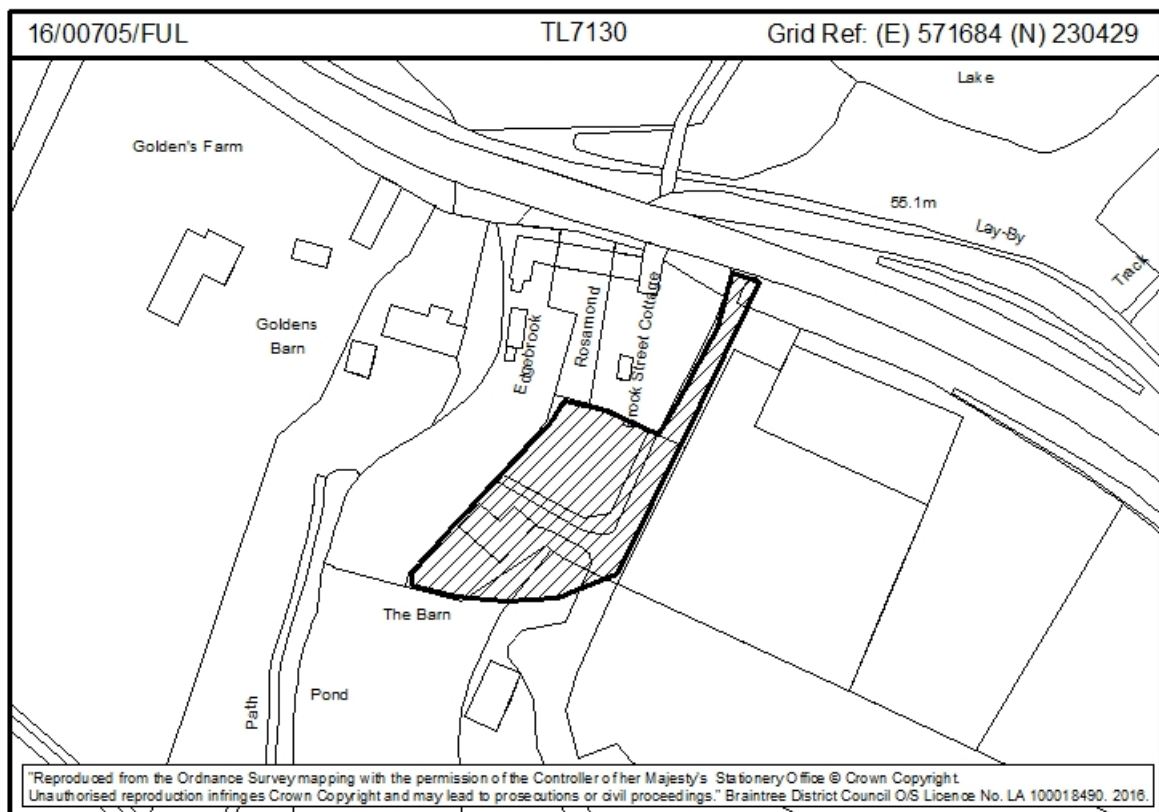 16/00705/FUL TL7130 Grid Ref: (E) 571684 (N) 230429
Lake
Golden's Farm
55.1m
Lay-By
Track
Goldens
Barn
Edgebrook
Rosamond
Brook Street Cottage
The Barn
Path
Pond
"Reproduced from the Ordnance Survey mapping with the permission of the Controller of her Majesty's Stationery Office © Crown Copyright.
Unauthorised reproduction infringes Crown Copyright and may lead to prosecutions or civil proceedings." Braintree District Council O/S Licence No. LA 100018490, 2016.